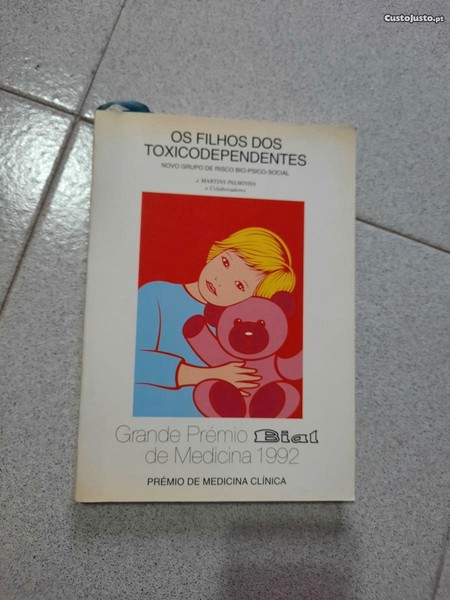 CustoJusto.pt
OS FILHOS DOS
TOXICODEPENDENTES
NOVO GRUPO DE RISCO BIO-PSICO-SOCIAL
J. MARTINS PALMINHA
e Colaboradores
Grande Prémio Bial
de Medicina 1992
PRÉMIO DE MEDICINA CLÍNICA